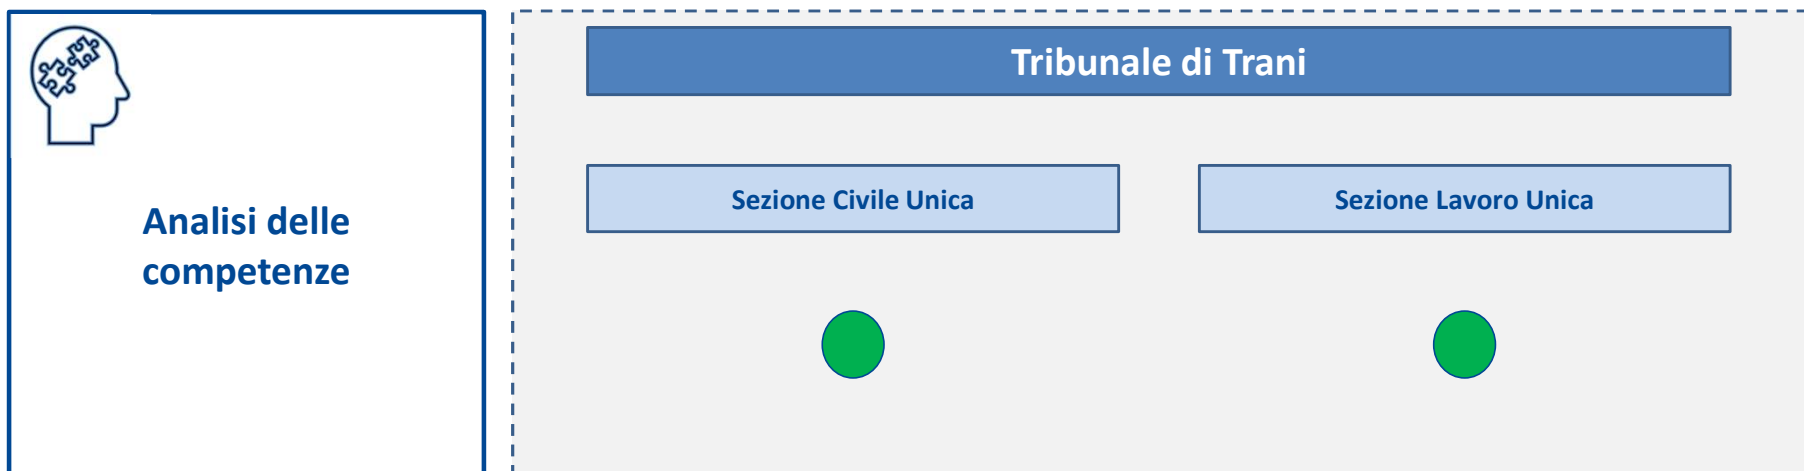 Analisi delle
competenze
Tribunale di Trani
Sezione Civile Unica
Sezione Lavoro Unica